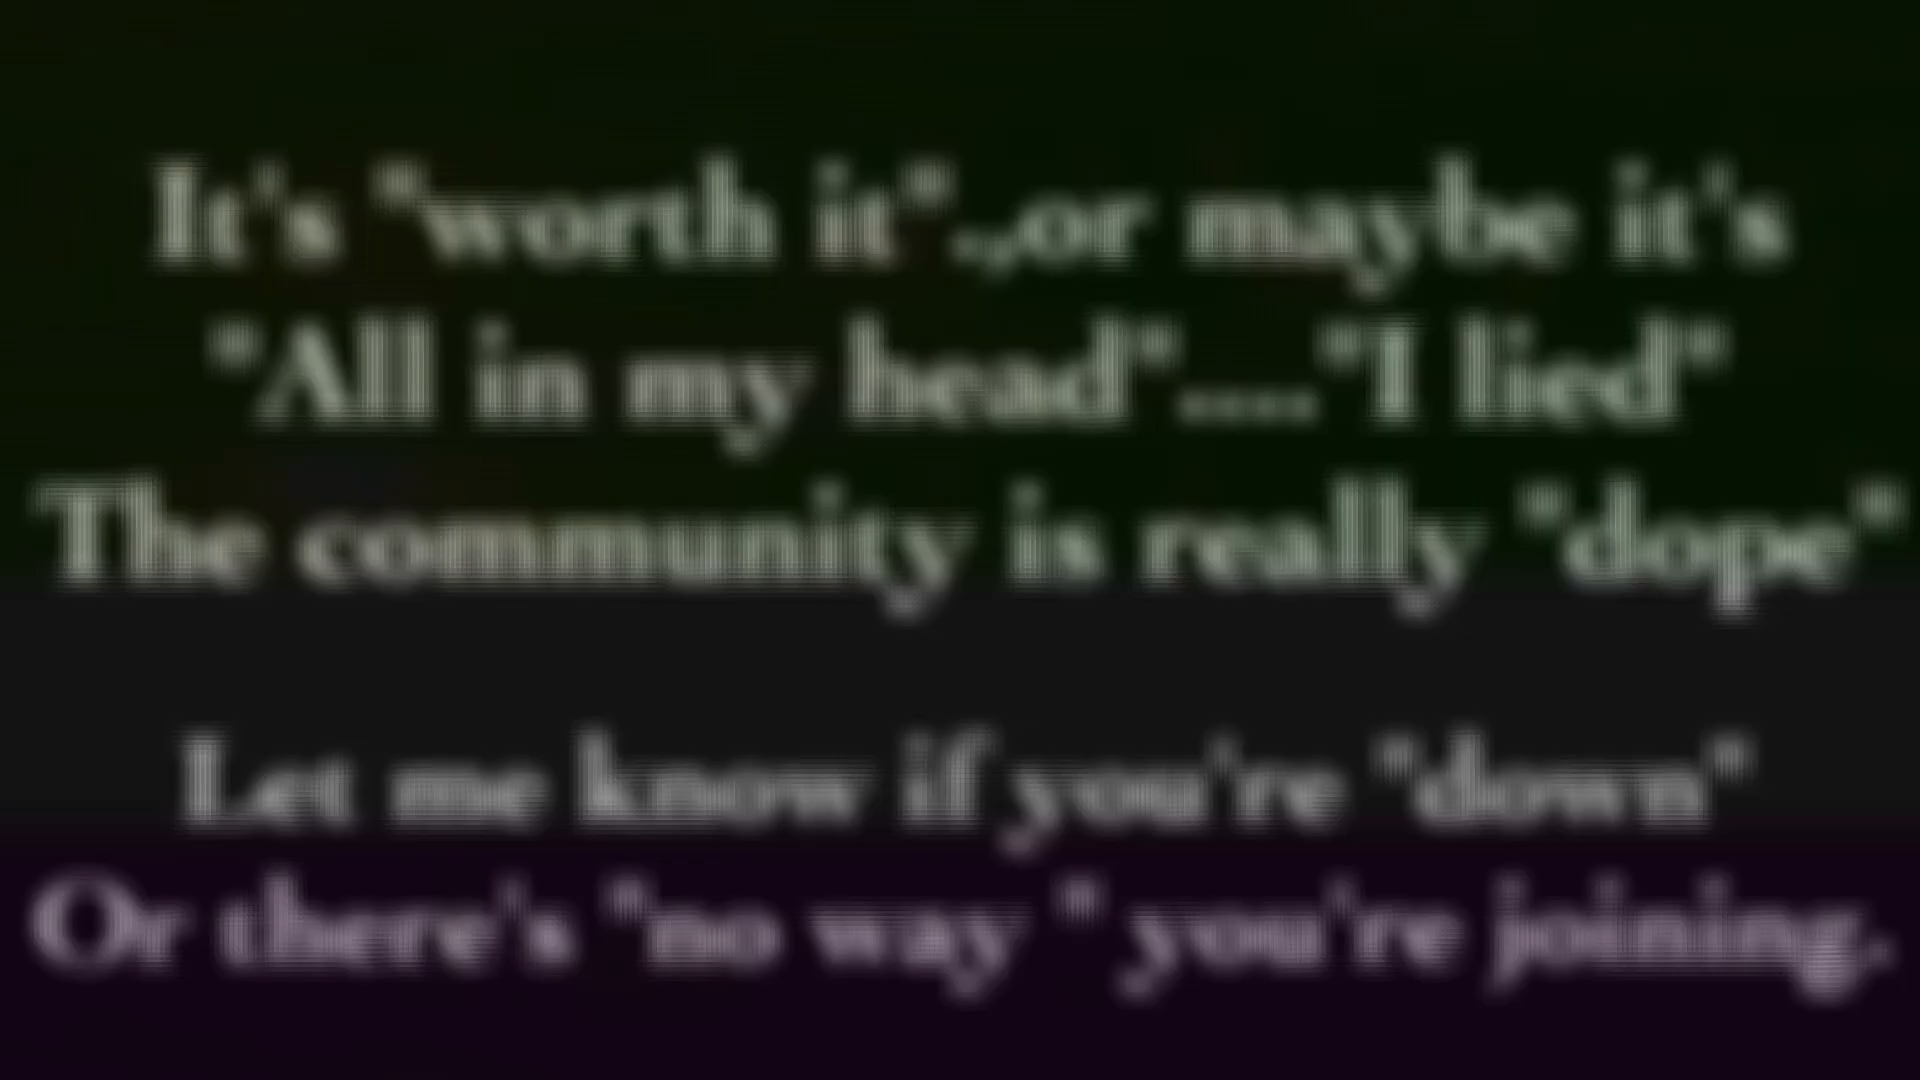 It's "worth it".,or maybe it's
"All in my head"...."I lied"
The community is really "dope"
Let me know if you're "down"
Or there's "no way " you're joining.